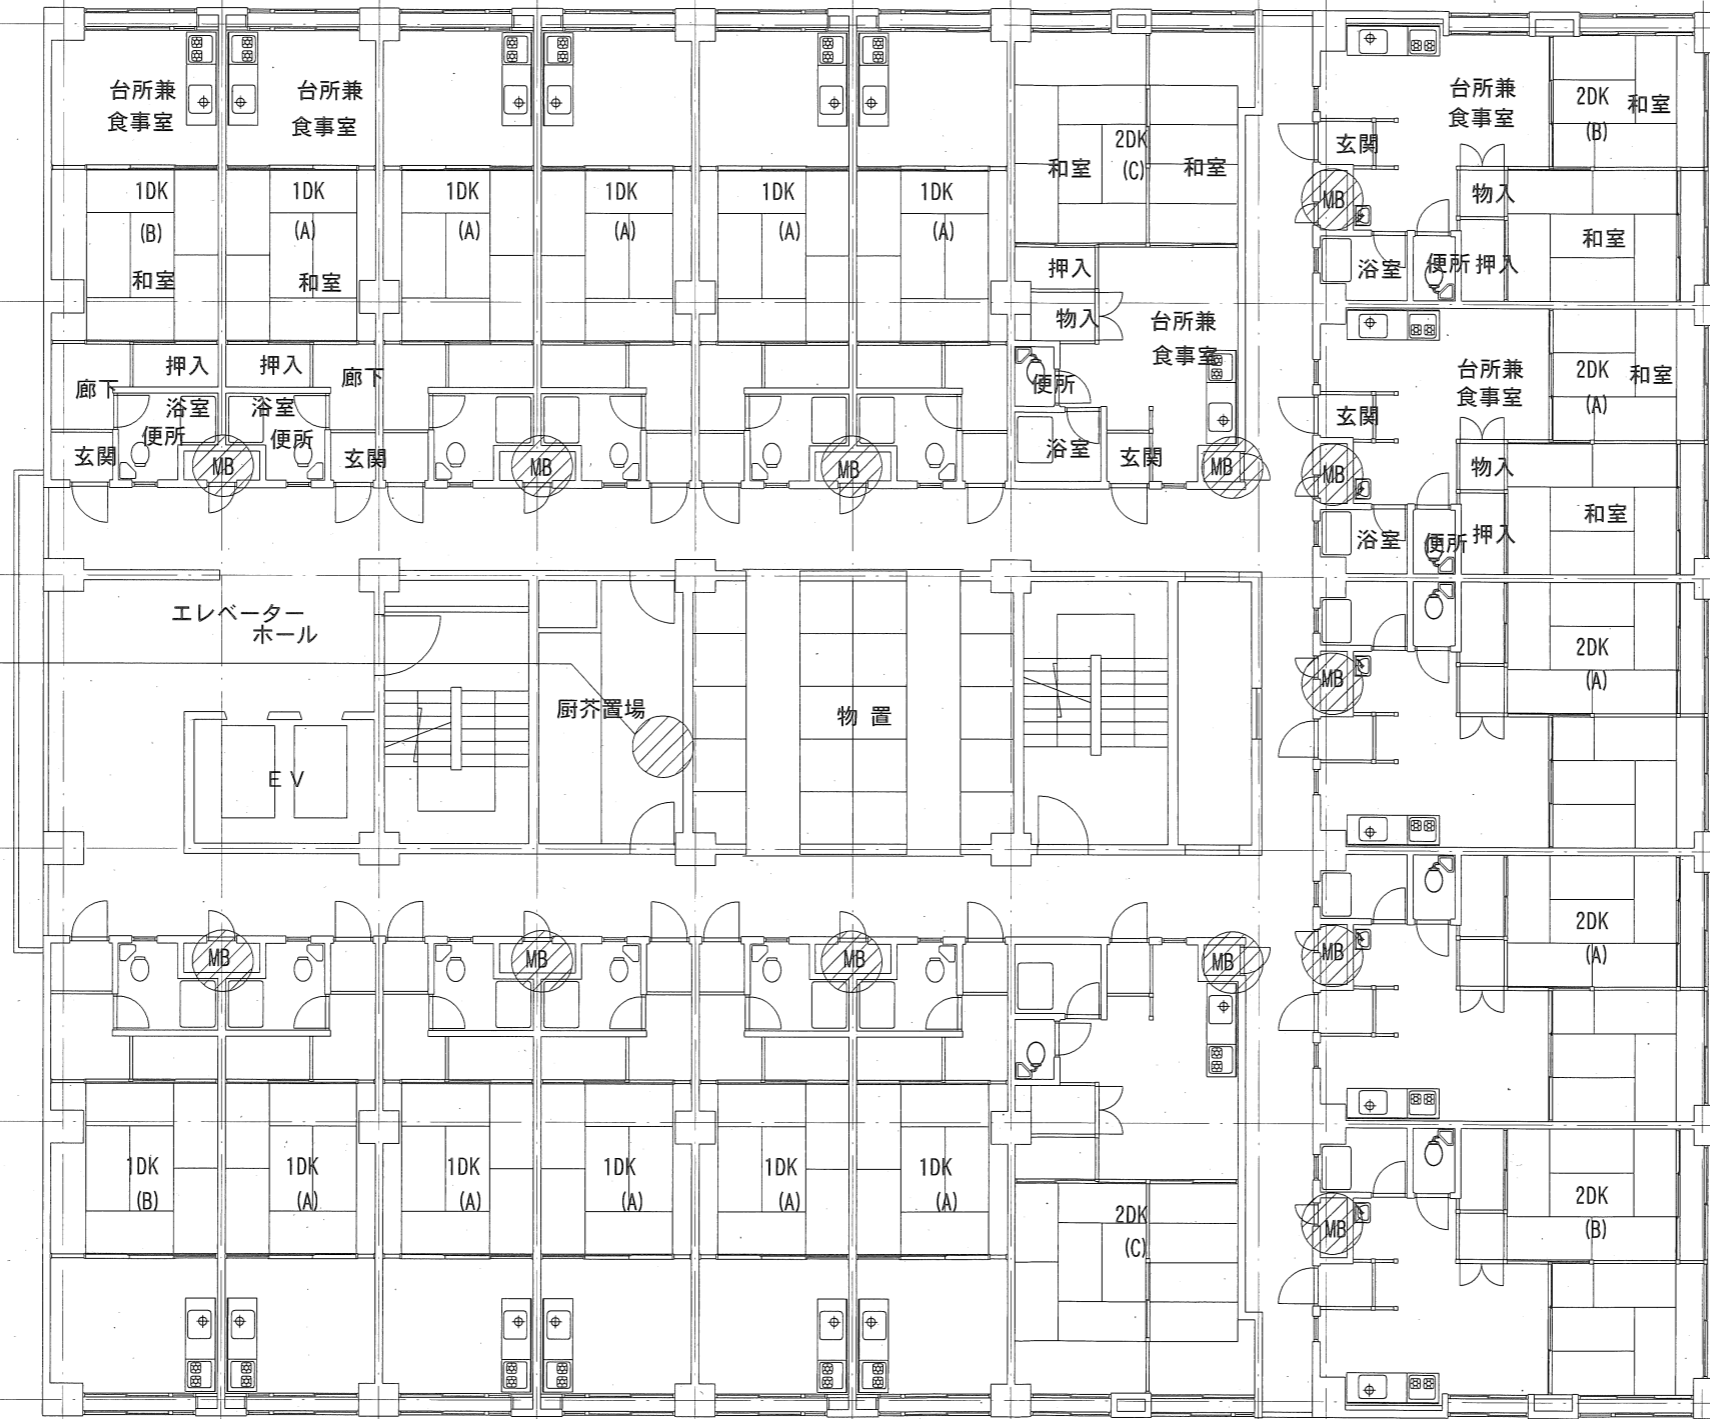 台所兼
食事室
台所兼
食事室
1DK
(B)
和室
1DK
(A)
和室
1DK
(A)
1DK
(A)
1DK
(A)
1DK
(A)
押入
押入
廊下
廊下
浴室
便所
浴室
便所
玄関
玄関
MB
MB
MB
2DK
(C)
和室
和室
押入
物入
台所兼
食事室
便所
浴室
玄関
MB
台所兼
食事室
2DK
(B)
和室
玄関
MB
物入
和室
浴室
便所
押入
台所兼
食事室
2DK
(A)
和室
玄関
MB
物入
和室
浴室
便所
押入
エレベーター
ホール
EV
厨芥置場
物置
2DK
(A)
MB
2DK
(A)
MB
2DK
(B)
MB
MB
MB
MB
MB
1DK
(B)
1DK
(A)
1DK
(A)
1DK
(A)
1DK
(A)
1DK
(A)
2DK
(C)